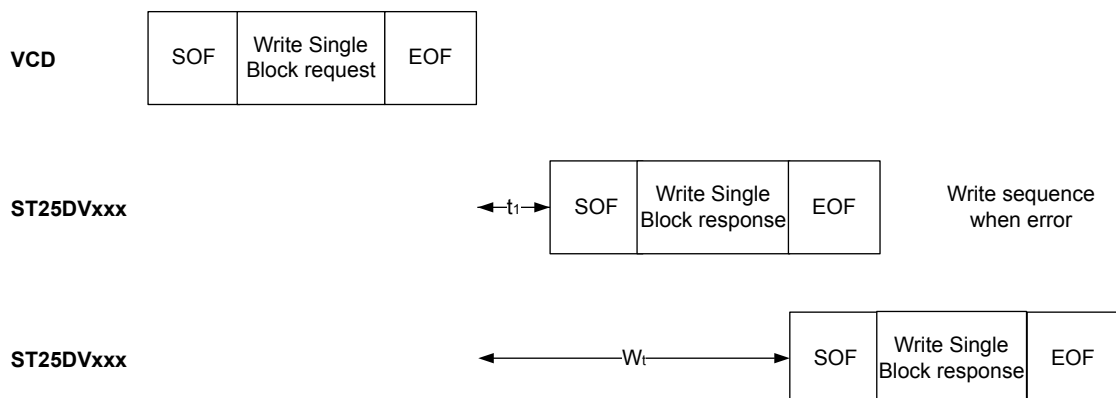 VCD
SOF
Write Single
Block request
EOF
ST25DVxxx
t1
SOF
Write Single
Block response
EOF
Write sequence
when error
ST25DVxxx
Wt
SOF
Write Single
Block response
EOF